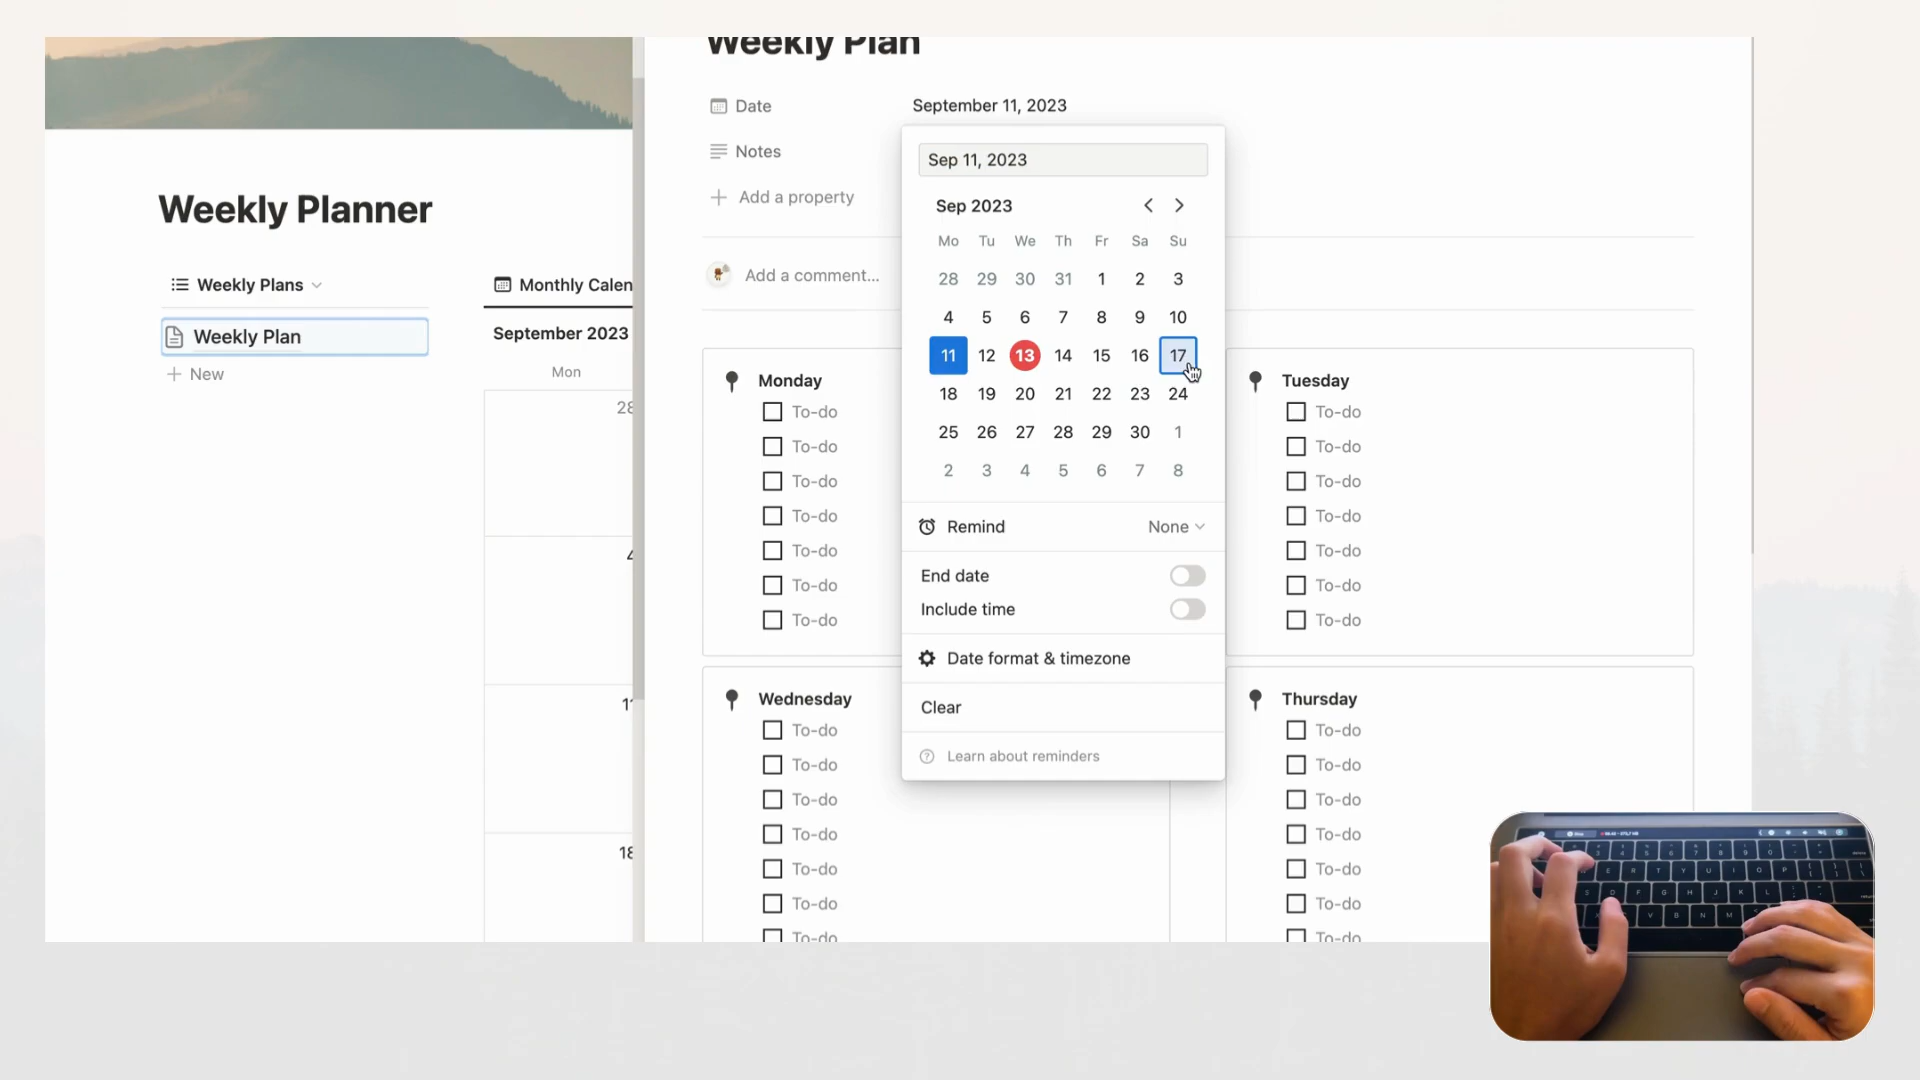 Weekly Plan
Date
September 11, 2023
Notes
Add a property
Add a comment...
Sep 11, 2023
Sep 2023
Mo Tu We Th Fr Sa Su
28 29 30 31 1 2 3
4 5 6 7 8 9 10
11 12 13 14 15 16 17
18 19 20 21 22 23 24
25 26 27 28 29 30 1
2 3 4 5 6 7 8
Remind
None
End date
Include time
Date format & timezone
Clear
Learn about reminders
Weekly Planner
Weekly Plans
Weekly Plan
New
Monthly Calen
September 2023
Mon
28
4
11
18
Monday
To-do
To-do
To-do
To-do
To-do
To-do
To-do
Tuesday
To-do
To-do
To-do
To-do
To-do
To-do
To-do
Wednesday
To-do
To-do
To-do
To-do
To-do
To-do
To-do
Thursday
To-do
To-do
To-do
To-do
To-do
To-do
To-do